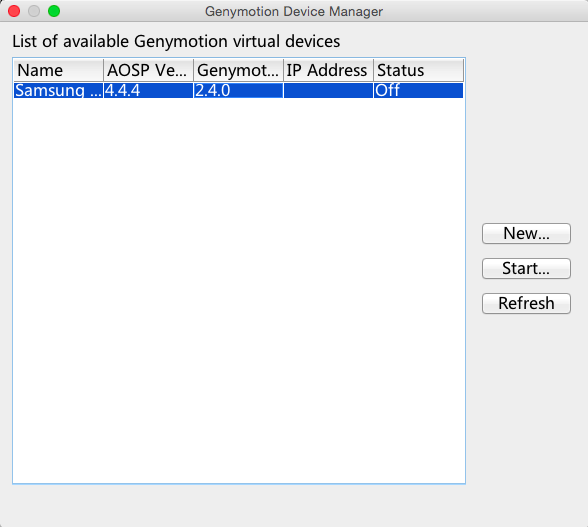 Genymotion Device Manager
List of available Genymotion virtual devices
Name AOSP Ve... Genymot... IP Address Status
Samsung ... 4.4.4 2.4.0 Off
New...
Start...
Refresh